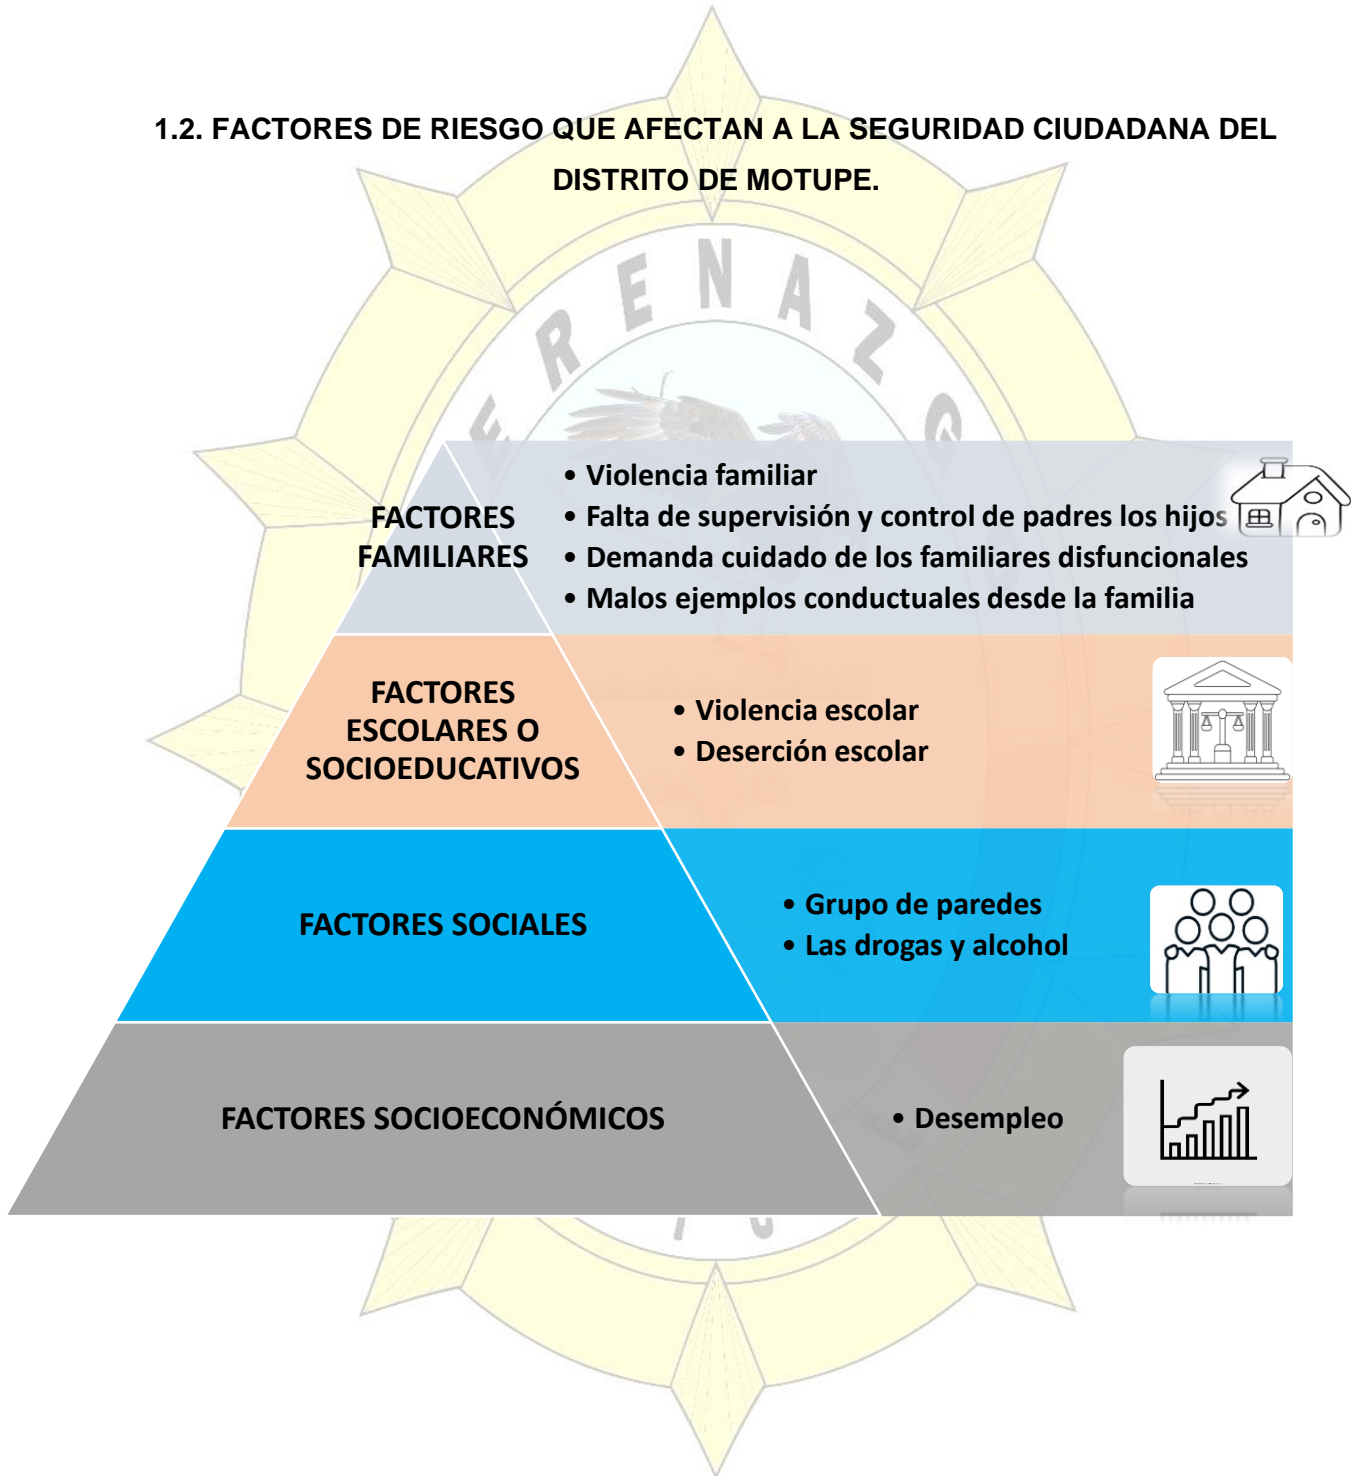 1.2. FACTORES DE RIESGO QUE AFECTAN A LA SEGURIDAD CIUDADANA DEL
DISTRITO DE MOTUPE.
SERENAZGO
FACTORES
FAMILIARES
• Violencia familiar
• Falta de supervisión y control de padres los hijos
• Demanda cuidado de los familiares disfuncionales
• Malos ejemplos conductuales desde la familia
FACTORES
ESCOLARES O
SOCIOEDUCATIVOS
• Violencia escolar
• Deserción escolar
FACTORES SOCIALES
• Grupo de paredes
• Las drogas y alcohol
FACTORES SOCIOECONÓMICOS
• Desempleo